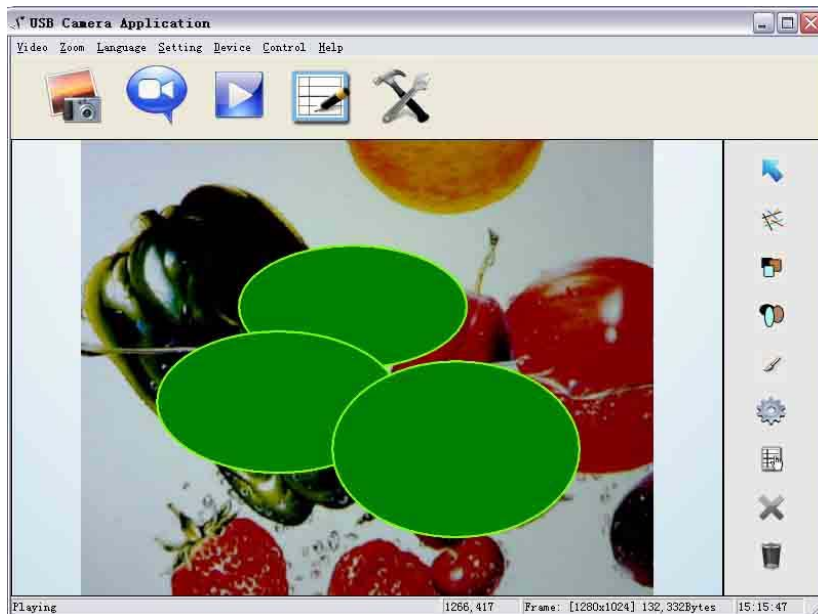 USB Camera Application
Video Zoom Language Setting Device Control Help
Playing 1266,417 Frame: [1280x1024] 132,332Bytes 15:15:47